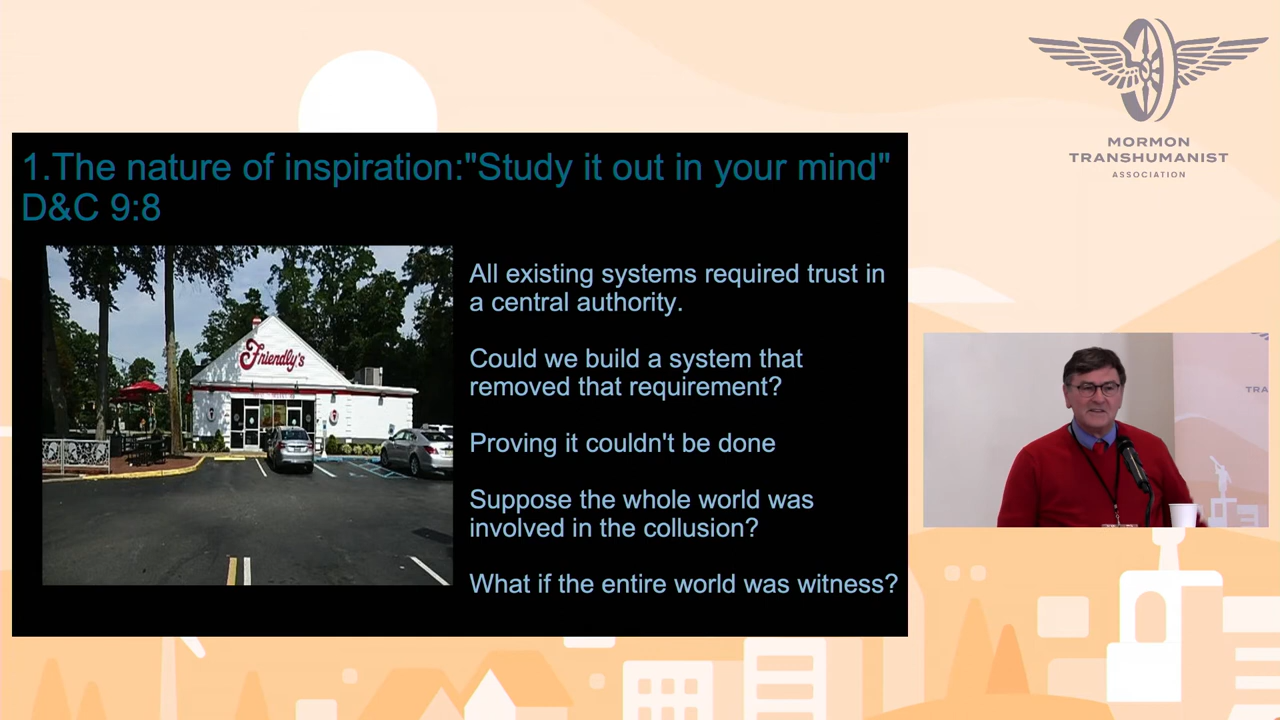 MORMON
TRANSHUMANIST
ASSOCIATION
1.The nature of inspiration:"Study it out in your mind"
D&C 9:8
Friendly's
All existing systems required trust in
a central authority.
Could we build a system that
removed that requirement?
Proving it couldn't be done
Suppose the whole world was
involved in the collusion?
What if the entire world was witness?
TRA